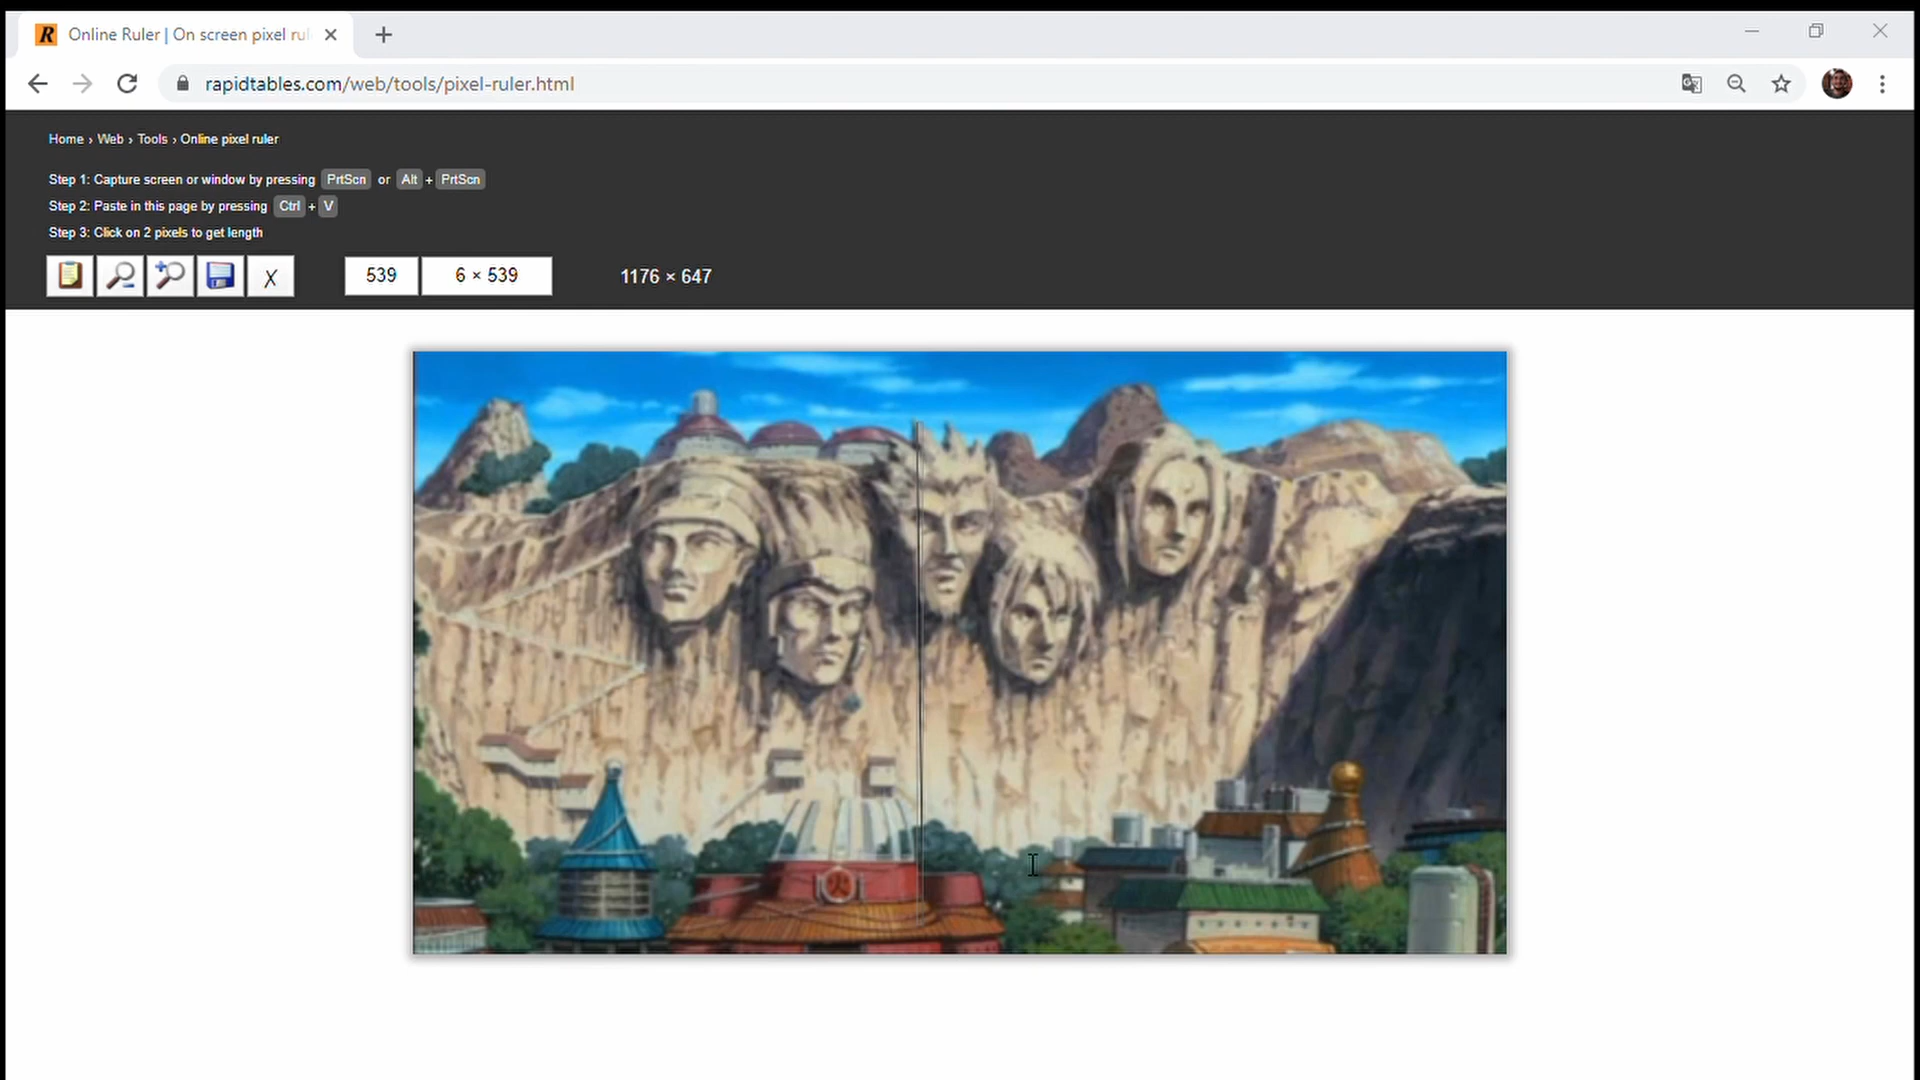 Online Ruler | On screen pixel rul
rapidtables.com/web/tools/pixel-ruler.html
Home › Web › Tools › Online pixel ruler
Step 1: Capture screen or window by pressing PrtScn or Alt + PrtScn
Step 2: Paste in this page by pressing Ctrl + V
Step 3: Click on 2 pixels to get length
X 539 6 × 539 1176 × 647
火